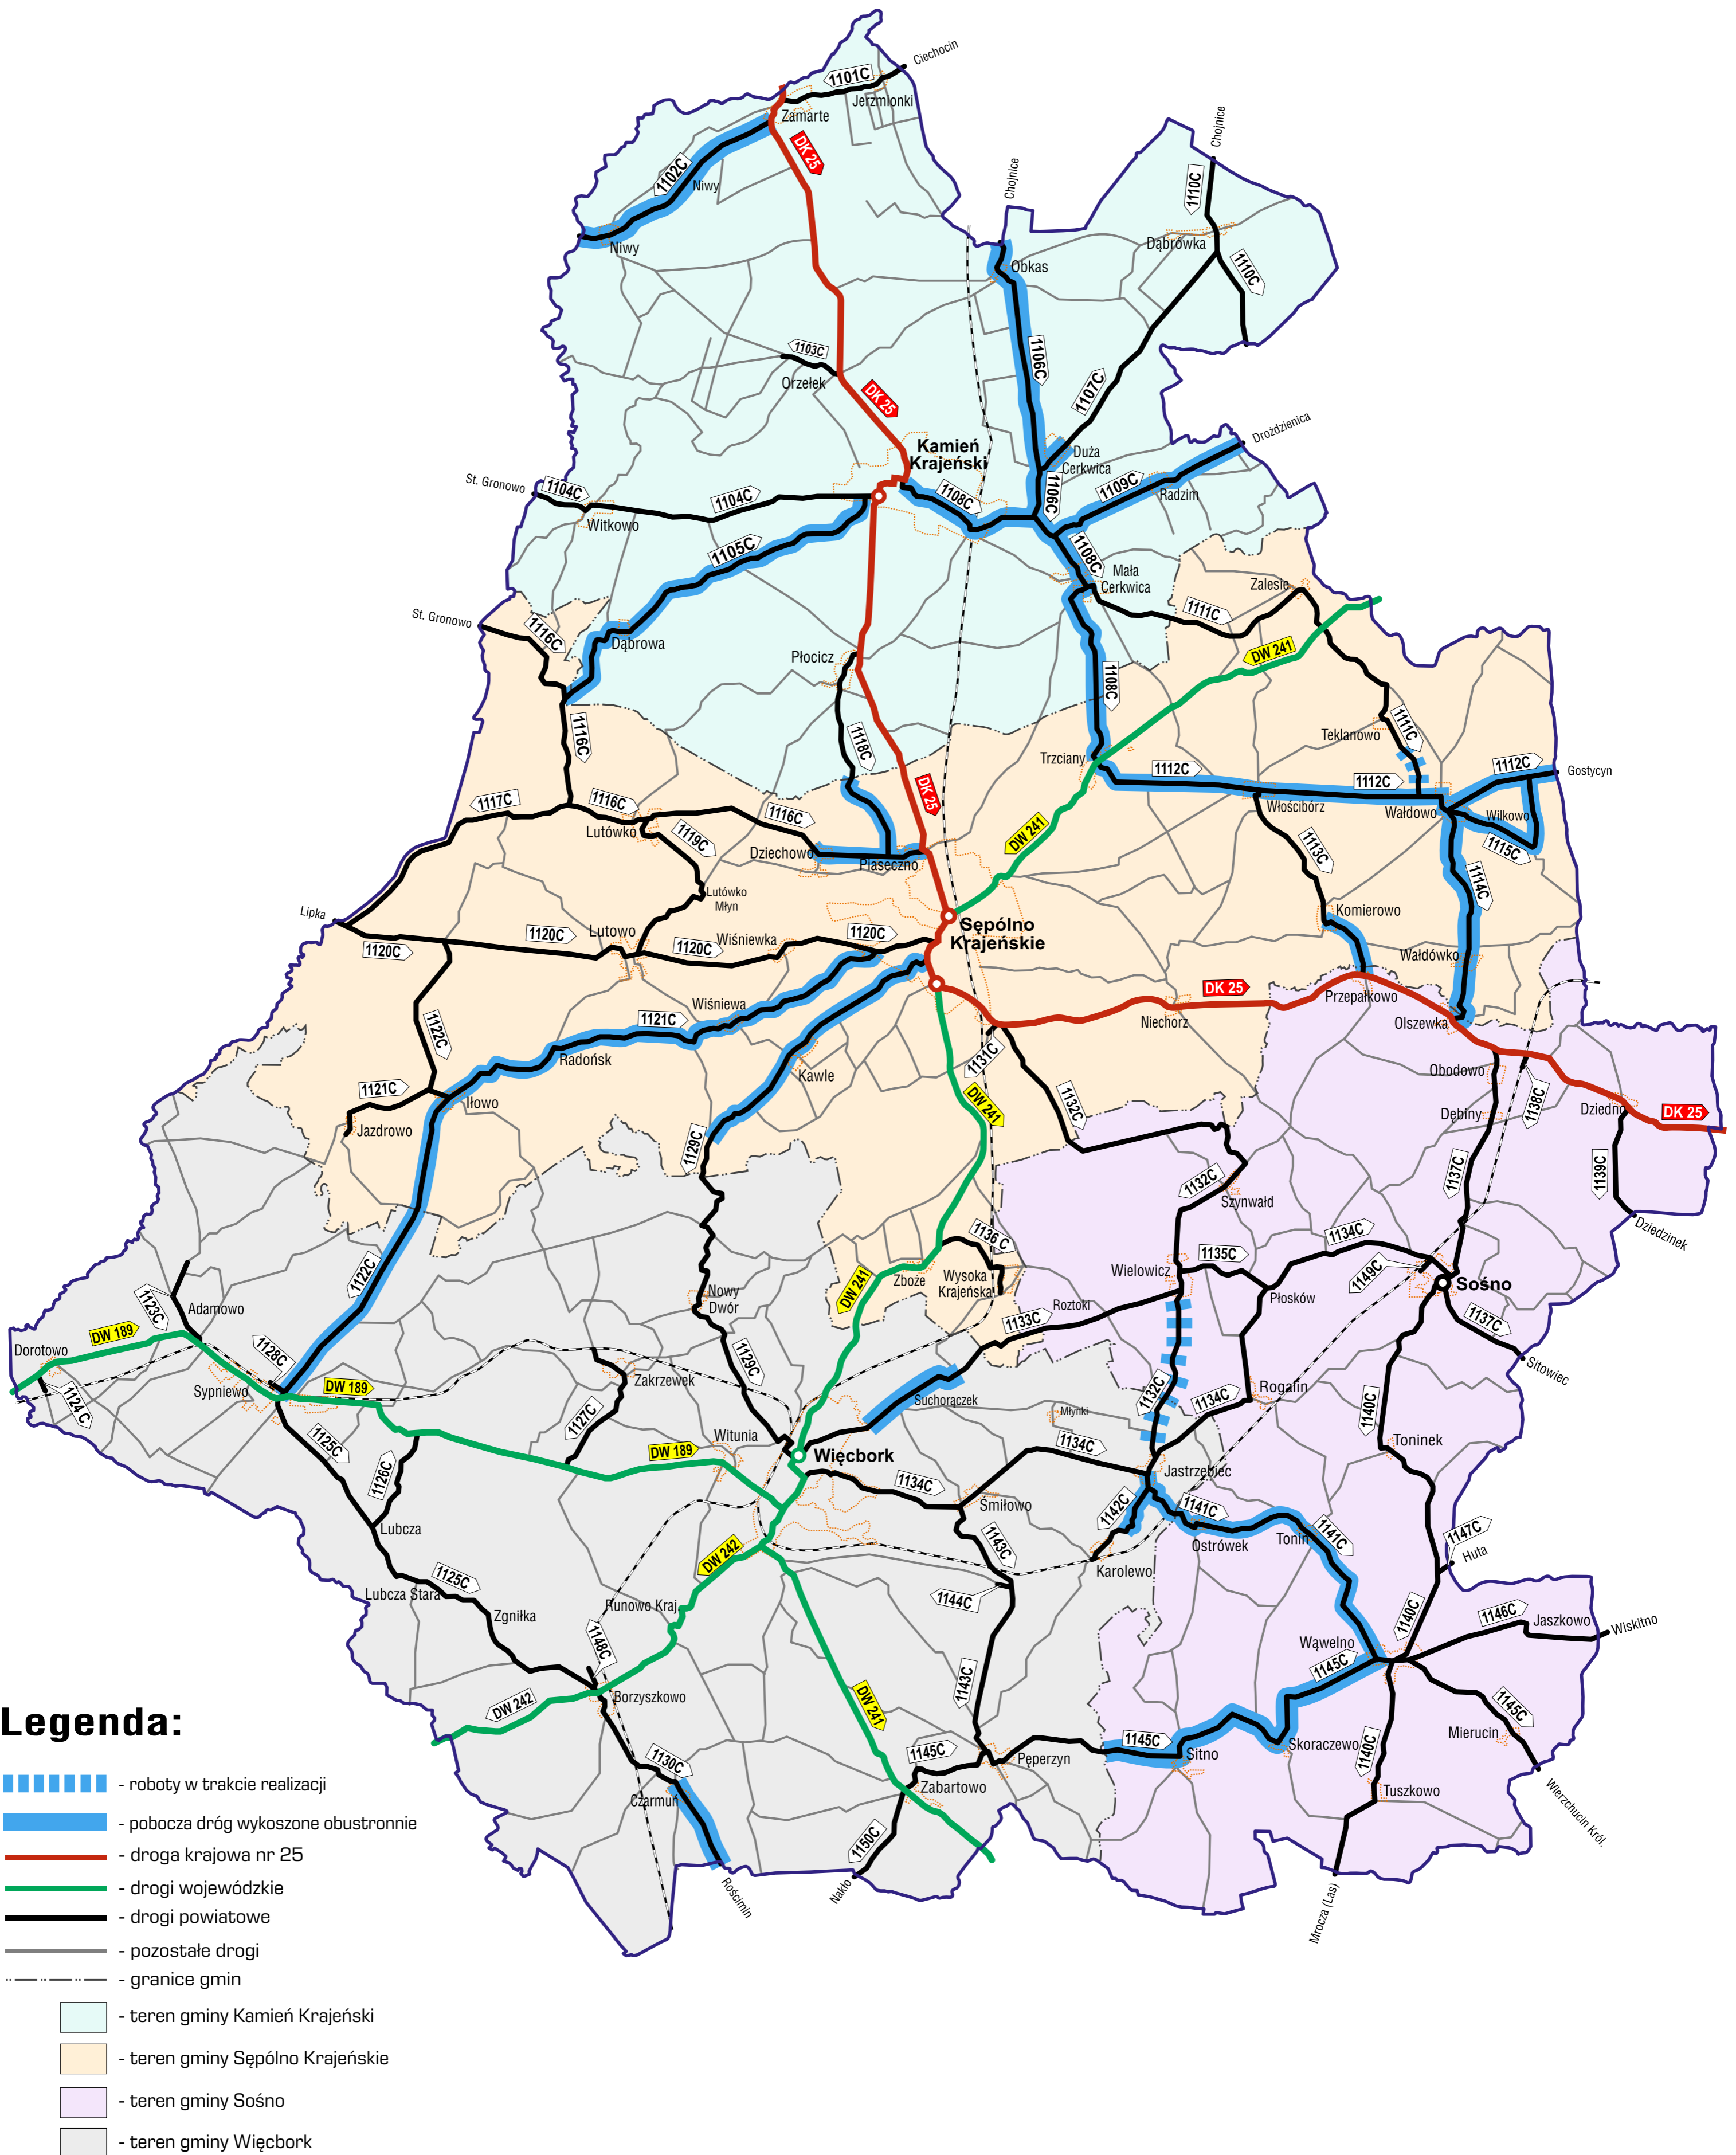 Ciechocin
1101C
Jerzmionki
Zamarte
DK 25
1102C
Niwy
Niwy
Chojnice
Chojnice
1110C
Dąbrówka
1110C
Obkas
1106C
1103C
Orzełek
DK 25
1107C
Kamień
Krajeński
Duża
Cerkwica
Drożdzienica
St. Gronowo
1104C
1104C
Witkowo
1108C
1106C
1109C
Radzim
1105C
1108C
Mała
Cerkwica
Zalesie
1111C
St. Gronowo
1116C
Dąbrowa
Płocicz
DW 241
1108C
1116C
1118C
Teklanowo
1111C
Trzciany
1112C
1112C
1112C
Gostycyn
DK 25
1117C
1116C
1116C
Lutówko
1119C
Dziechowo
Piaseczno
DW 241
Włościbórz
Wałdowo
Wilkowo
1115C
1113C
1114C
Lutówko
Młyn
Lipka
Komierowo
Sępólno
Krajeńskie
1120C
1120C
Lutowo
1120C
Wiśniewka
1120C
Wałdówko
Wiśniewa
DK 25
Przepałkowo
Niechorz
Olszewka
1122C
1121C
Radońsk
Kawle
1131C
1121C
Iłowo
Jazdrowo
DW 241
1132C
Obodowo
Dębiny
1138C
Dziedno
DK 25
1129C
1132C
Szynwałd
1137C
1139C
Dziedzinek
1122C
1136 C
Wysoka
Krajeńska
Zboże
DW 241
Wielowicz
1135C
1134C
1149C
Sośno
Płosków
1123C
Adamowo
Nowy
Dwór
Roztoki
1133C
1137C
Sitowiec
Dorotowo
DW 189
1128C
1124 C
Sypniewo
DW 189
1129C
Zakrzewek
1127C
Suchorączek
Młynki
1132C
1134C
Rogalin
1140C
Toninek
1125C
1126C
Witunia
DW 189
Więcbork
1134C
1134C
Jastrzębiec
Śmiłowo
1142C
1141C
Ostrówek
Tonin
1141C
1147C
Huta
Lubcza
1143C
Karolewo
DW 242
1125C
Lubcza Stara
Zgniłka
Runowo Kraj.
1144C
1140C
1146C
Jaszkowo
Wiskitno
1148C
Wąwelno
1145C
DW 242
Borzyszkowo
DW 241
1143C
1145C
Mierucin
1130C
Czarmuń
1145C
Pęperzyn
1145C
Sitno
Skoraczewo
1140C
Tuszkowo
Wierzchucin Król.
Zabartowo
1150C
Nakło
Rościmin
Mrocza (Las)
Legenda:
- roboty w trakcie realizacji
- pobocza dróg wykoszone obustronnie
- droga krajowa nr 25
- drogi wojewódzkie
- drogi powiatowe
- pozostałe drogi
- granice gmin
- teren gminy Kamień Krajeński
- teren gminy Sępólno Krajeńskie
- teren gminy Sośno
- teren gminy Więcbork